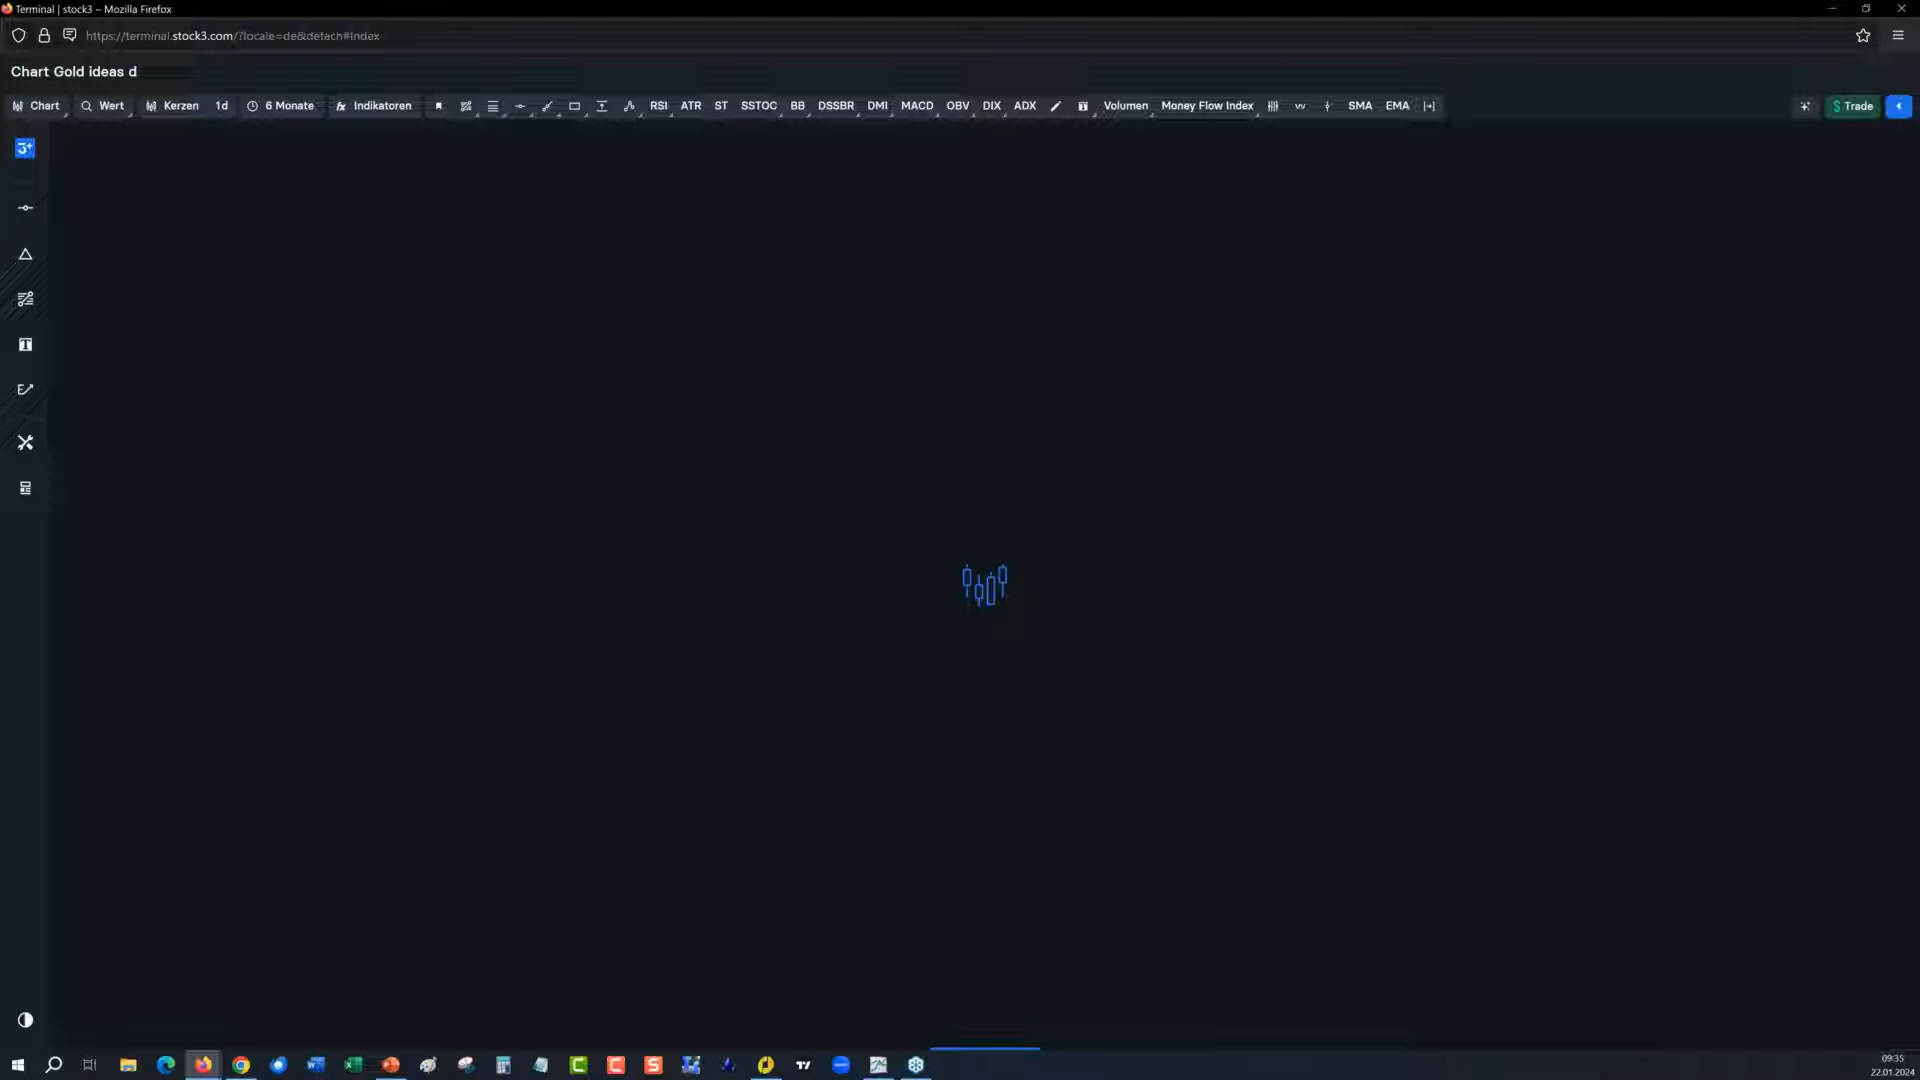 Terminal | stock3 – Mozilla Firefox
https://terminal.stock3.com/?locale=de&detach#index
Chart Gold ideas d
Chart Wert Kerzen 1d 6 Monate fx Indikatoren RSI ATR ST SSTOC BB DSSBR DMI MACD OBV DIX ADX Volumen Money Flow Index SMA EMA $ Trade
09:35
22.01.2024